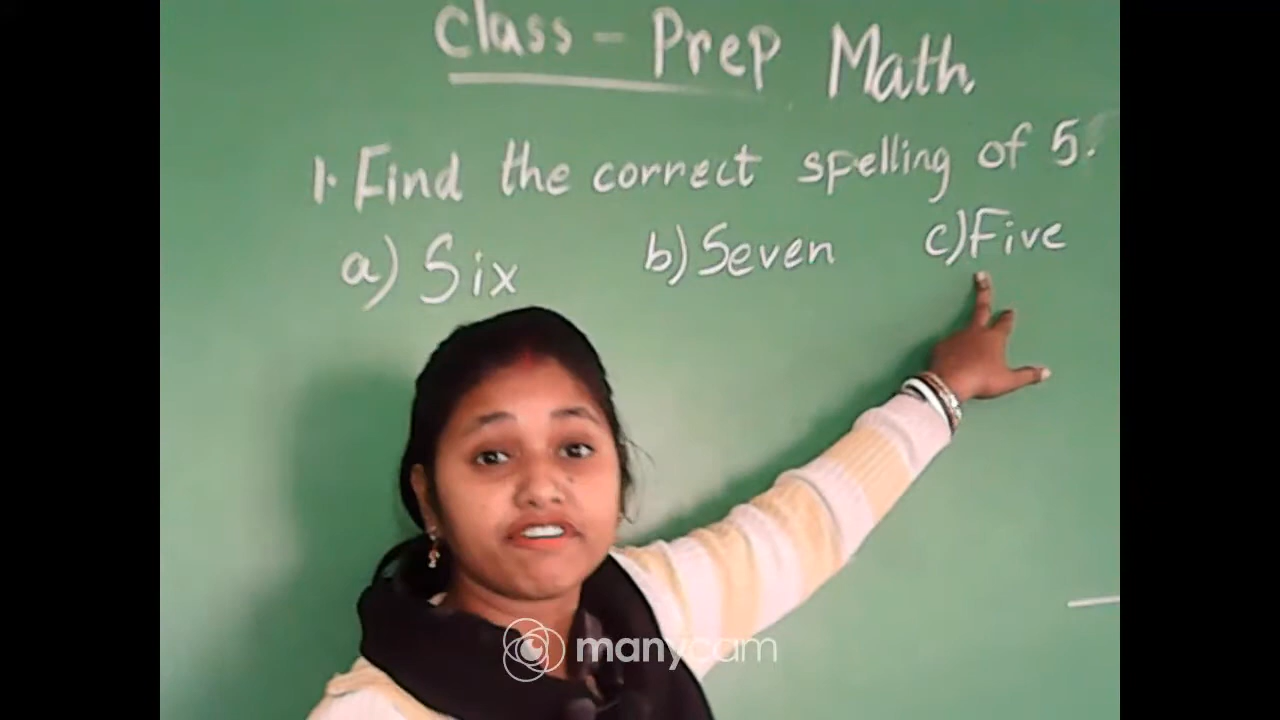 Class - Prep Math.
1. Find the correct spelling of 5.
a) Six b) Seven c) Five
manycam